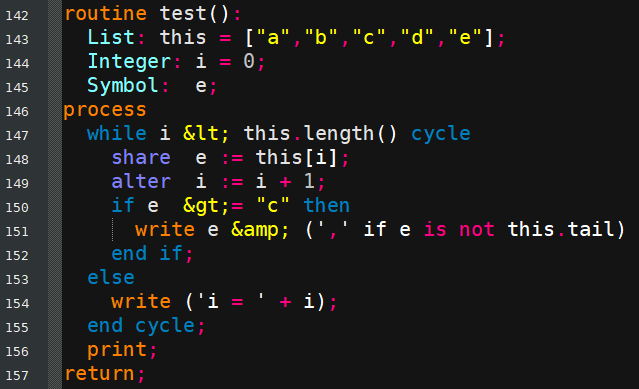 142 routine test():
143   List: this = ["a","b","c","d","e"];
144   Integer: i = 0;
145   Symbol:  e;
146 process
147   while i &lt; this.length() cycle
148     share  e := this[i];
149     alter  i := i + 1;
150     if e  &gt;= "c" then
151       write e &amp; (',' if e is not this.tail)
152     end if;
153   else
154     write ('i = ' + i);
155   end cycle;
156   print;
157 return;